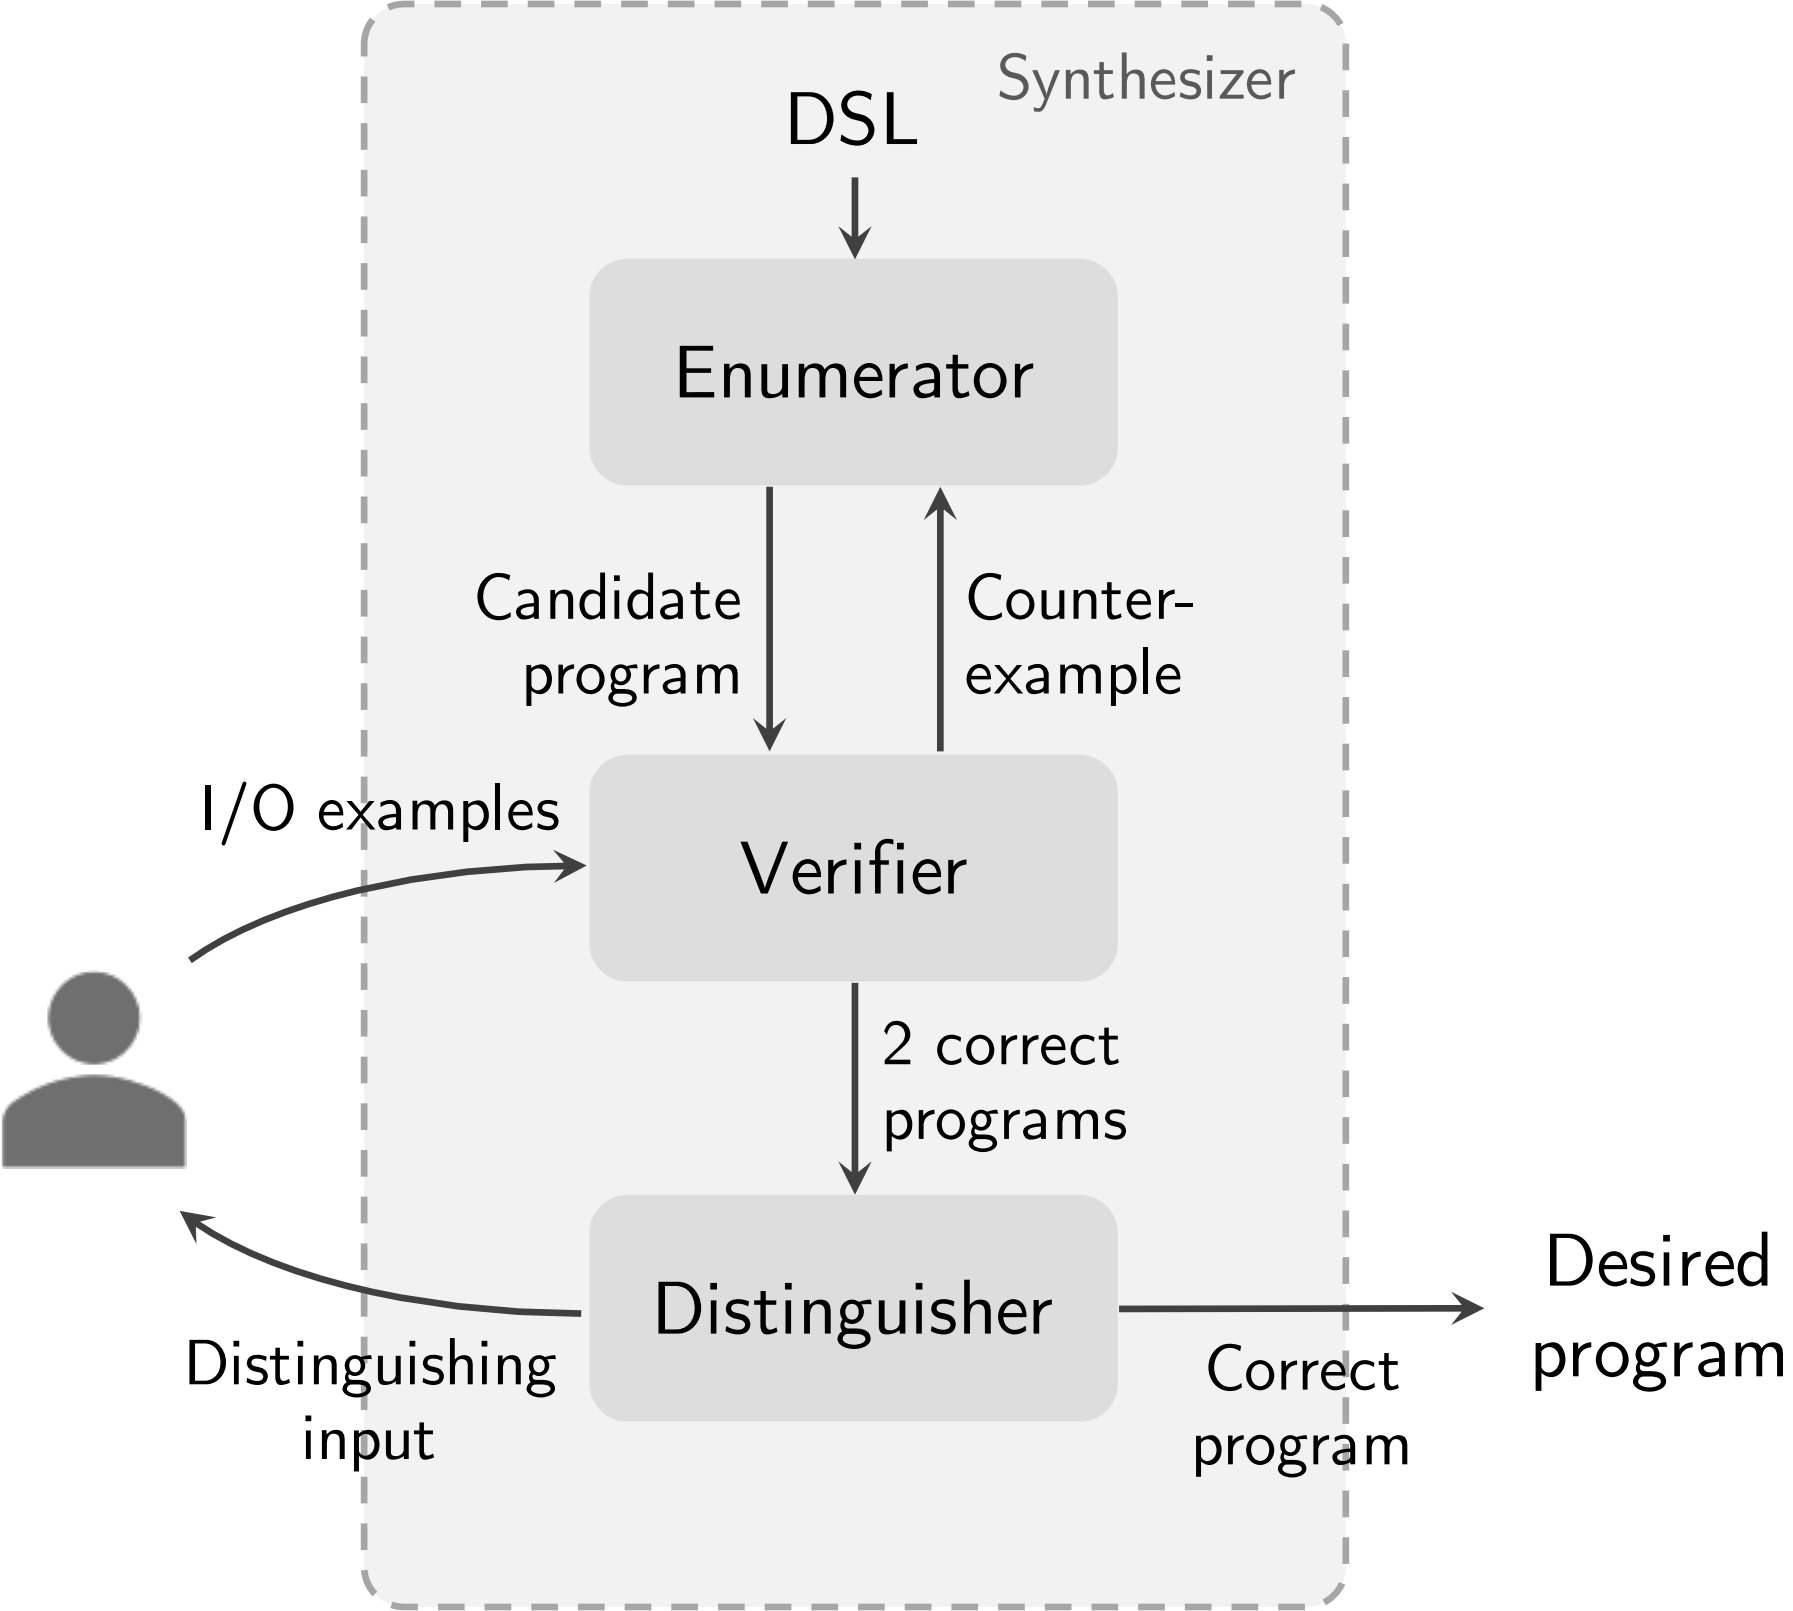 Synthesizer
DSL
Enumerator
Candidate
program
Counter-
example
I/O examples
Verifier
2 correct
programs
Distinguisher
Distinguishing
input
Correct
program
Desired
program